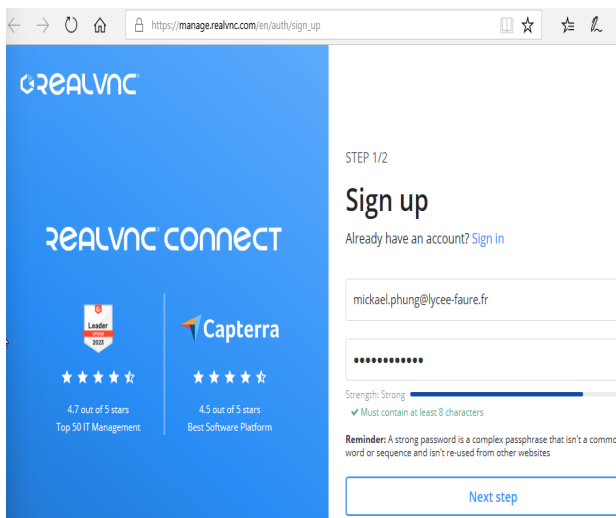 https://manage.realvnc.com/en/auth/sign_up
REALVNC
REALVNC CONNECT
Leader
SPRING
2023
4.7 out of 5 stars
Top 50 IT Management
Capterra
4.5 out of 5 stars
Best Software Platform
STEP 1/2
Sign up
Already have an account? Sign in
mickael.phung@lycee-faure.fr
••••••••••••
Strength: Strong
Must contain at least 8 characters
Reminder: A strong password is a complex passphrase that isn't a commo
word or sequence and isn't re-used from other websites
Next step